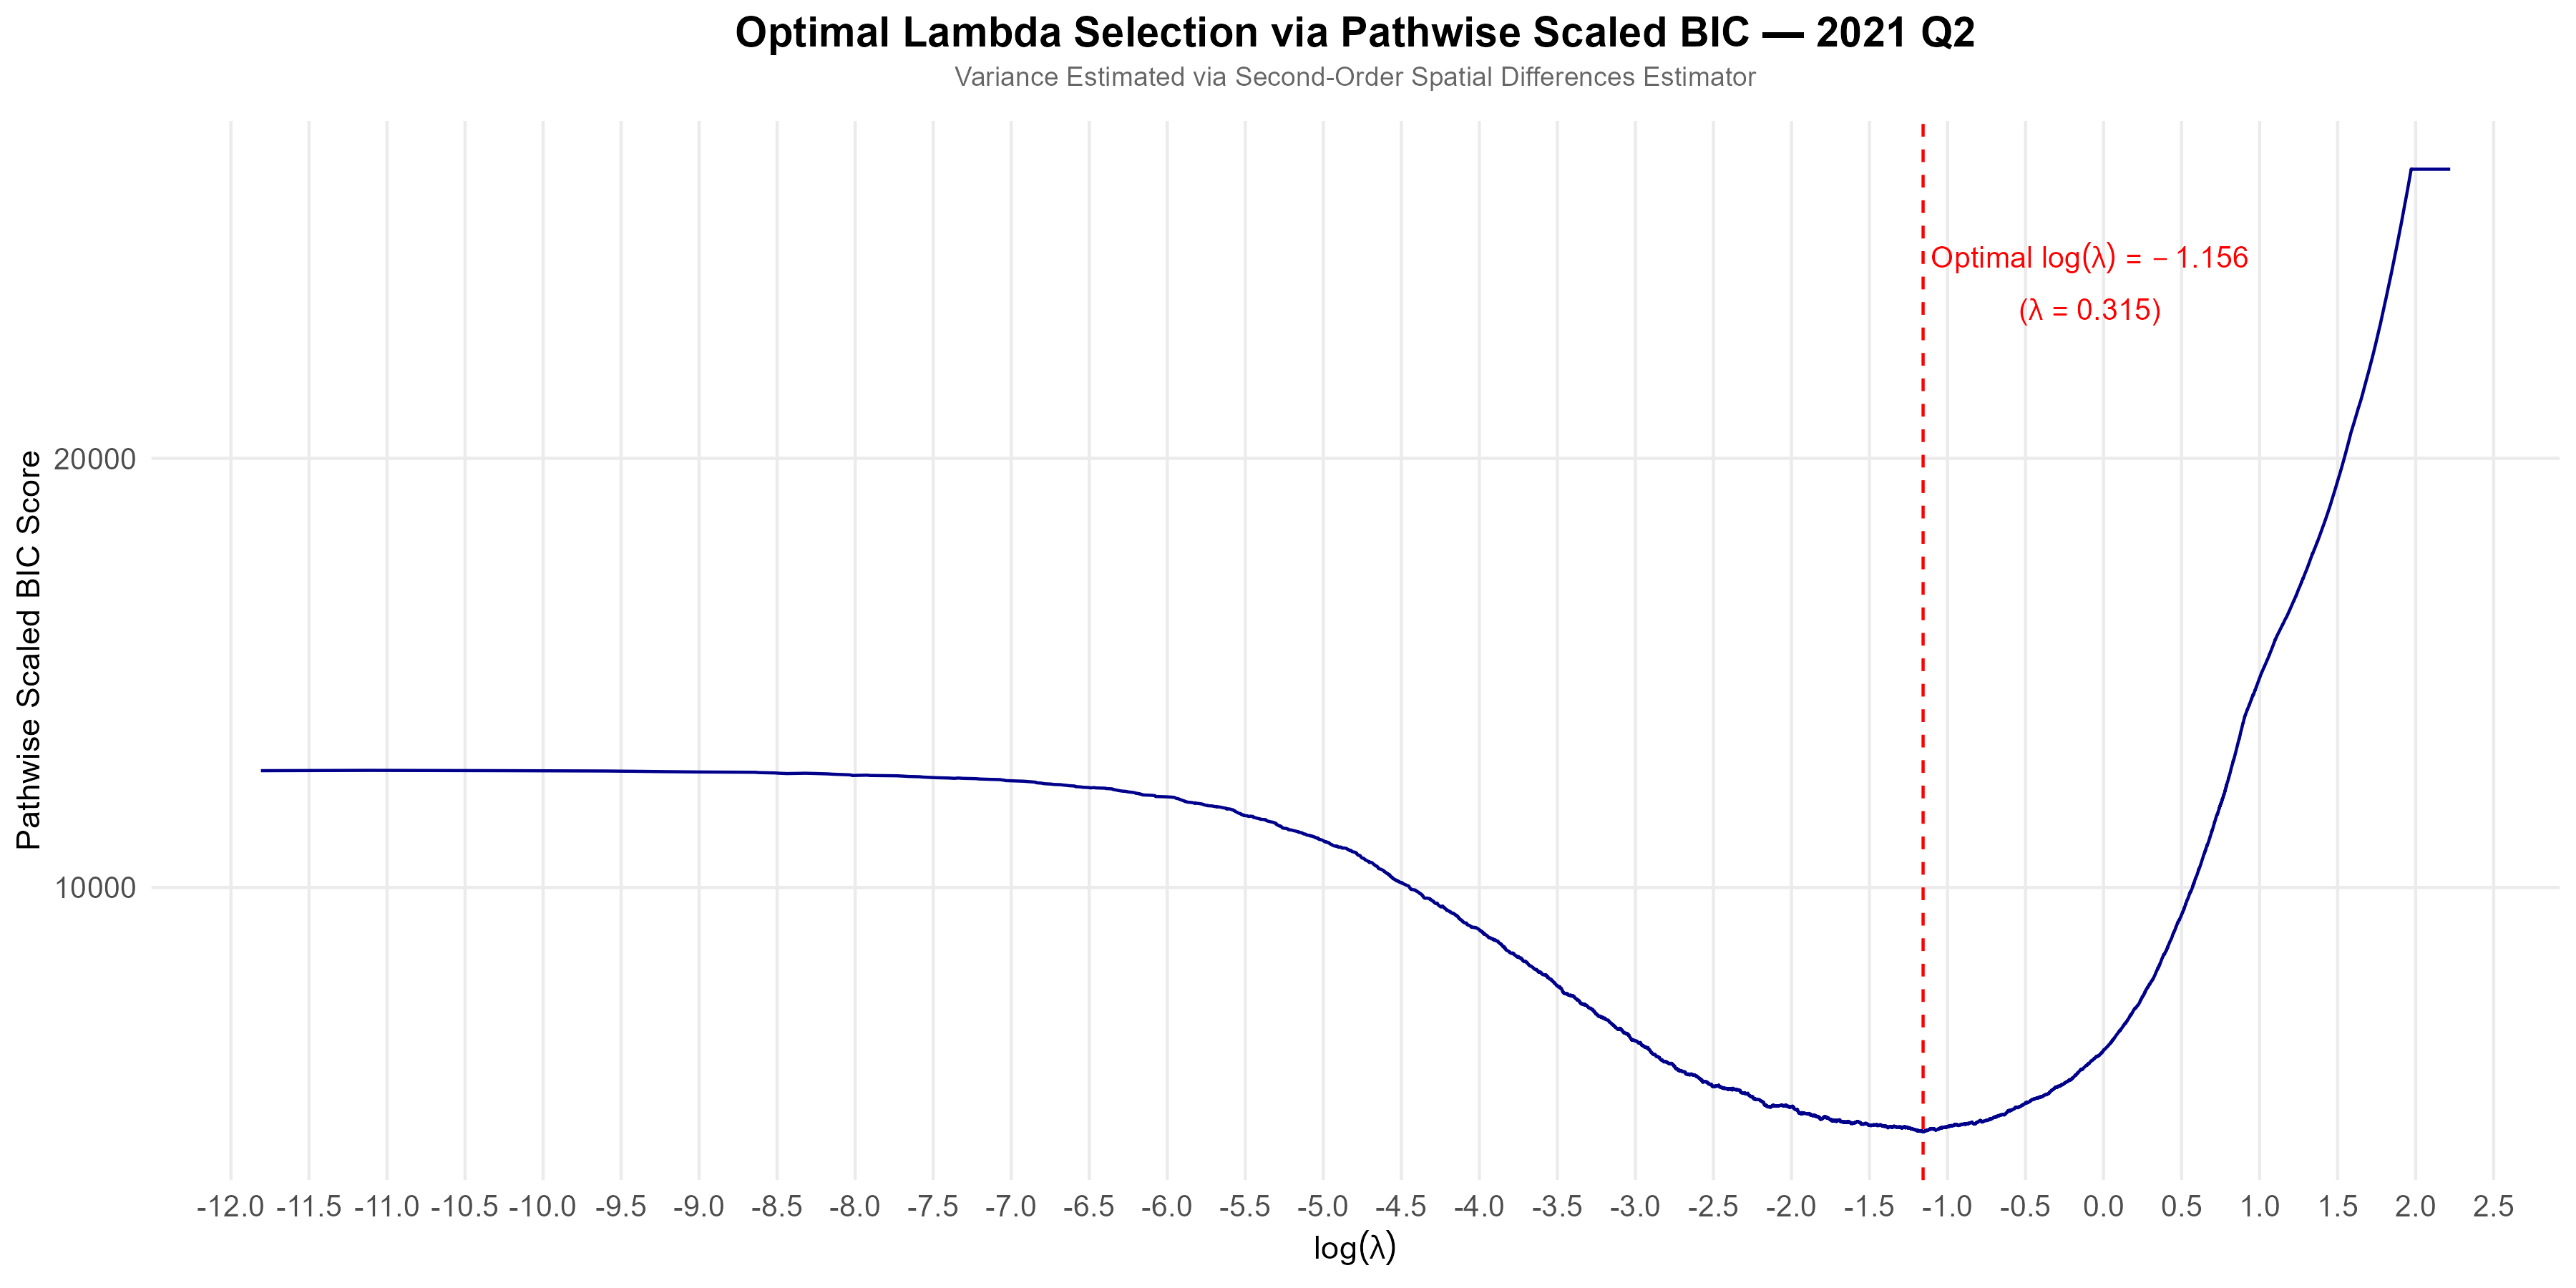 Optimal Lambda Selection via Pathwise Scaled BIC — 2021 Q2
Variance Estimated via Second-Order Spatial Differences Estimator
Optimal log(λ) = − 1.156
(λ = 0.315)
Pathwise Scaled BIC Score
20000
10000
-12.0 -11.5 -11.0 -10.5 -10.0 -9.5 -9.0 -8.5 -8.0 -7.5 -7.0 -6.5 -6.0 -5.5 -5.0 -4.5 -4.0 -3.5 -3.0 -2.5 -2.0 -1.5 -1.0 -0.5 0.0 0.5 1.0 1.5 2.0 2.5
log(λ)